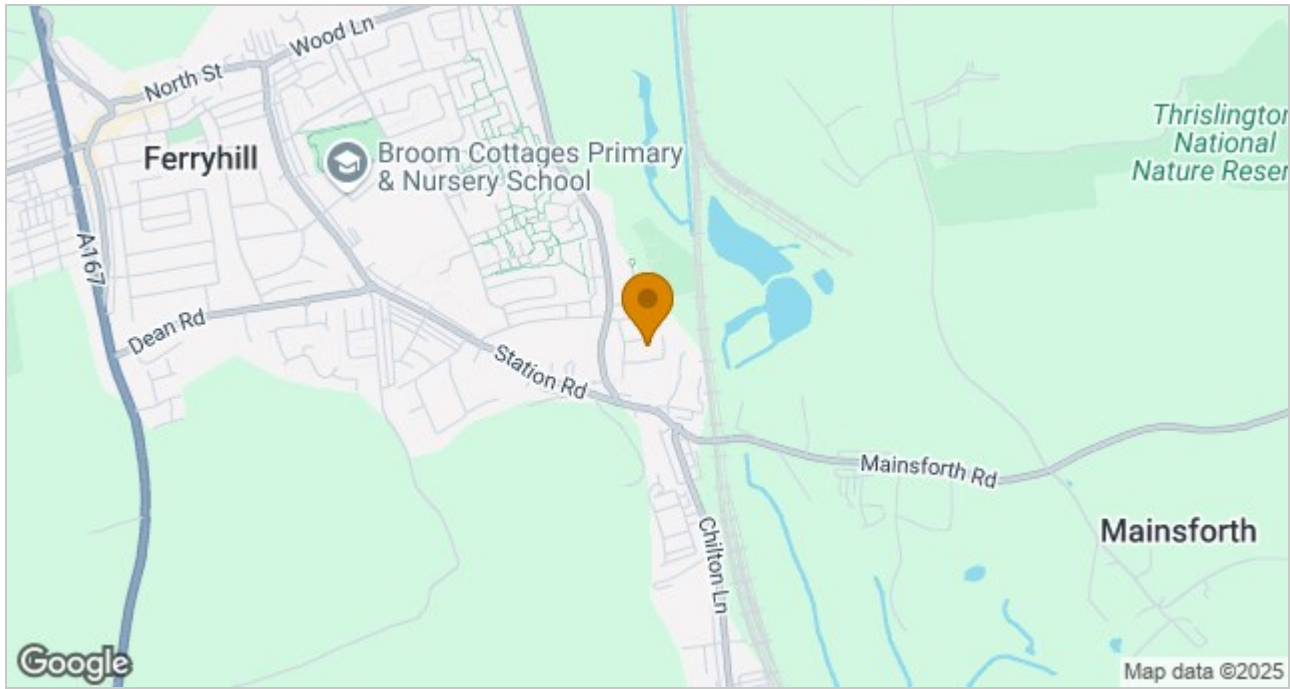 Wood Ln
North St
Ferryhill
Broom Cottages Primary
& Nursery School
Thrislington
National
Nature Reser
A167
Dean Rd
Station Rd
Mainsforth Rd
Mainsforth
Chilton Ln
Google
Map data ©2025